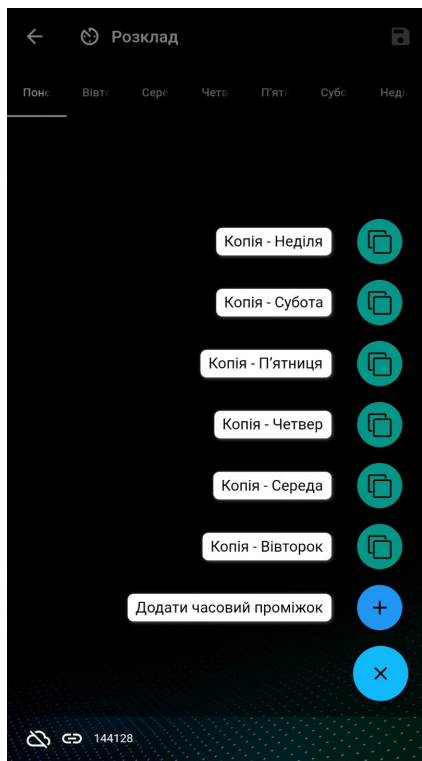 Розклад
Поне
Вівто
Сере
Четв
П'ят
Субо
Неді
Копія - Неділя
Копія - Субота
Копія - П'ятниця
Копія - Четвер
Копія - Середа
Копія - Вівторок
Додати часовий проміжок
144128